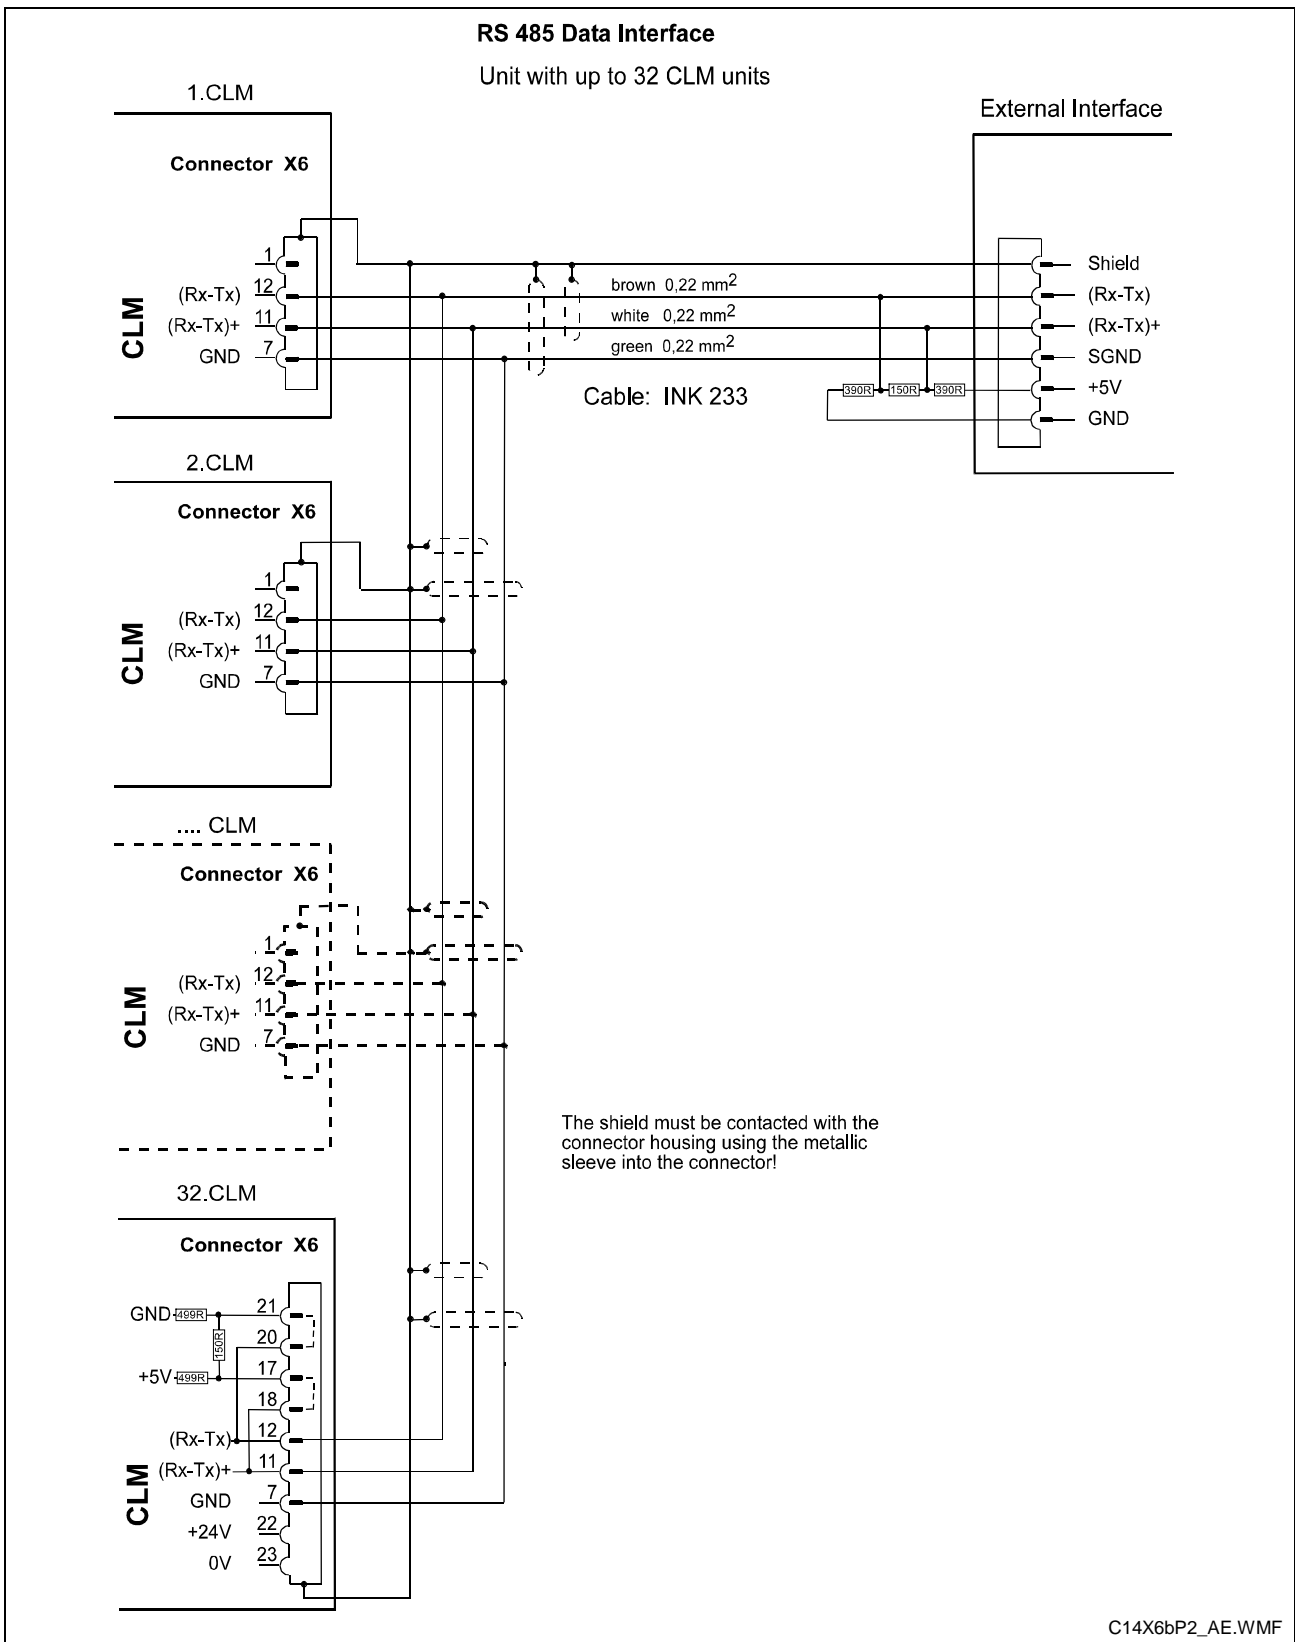 RS 485 Data Interface
Unit with up to 32 CLM units
1.CLM
External Interface
Connector X6
1
(Rx-Tx) 12
(Rx-Tx)+ 11
GND 7
CLM
brown 0,22 mm2
white 0,22 mm2
green 0,22 mm2
Cable: INK 233
Shield
(Rx-Tx)
(Rx-Tx)+
SGND
+5V
GND
390R 150R 390R
2.CLM
Connector X6
1
(Rx-Tx) 12
(Rx-Tx)+ 11
GND 7
CLM
.... CLM
Connector X6
1
(Rx-Tx) 12
(Rx-Tx)+ 11
GND 7
CLM
The shield must be contacted with the
connector housing using the metallic
sleeve into the connector!
32.CLM
Connector X6
GND 499R 21
150R
20
+5V 499R 17
18
(Rx-Tx) 12
(Rx-Tx)+ 11
GND 7
+24V 22
0V 23
CLM
C14X6bP2_AE.WMF